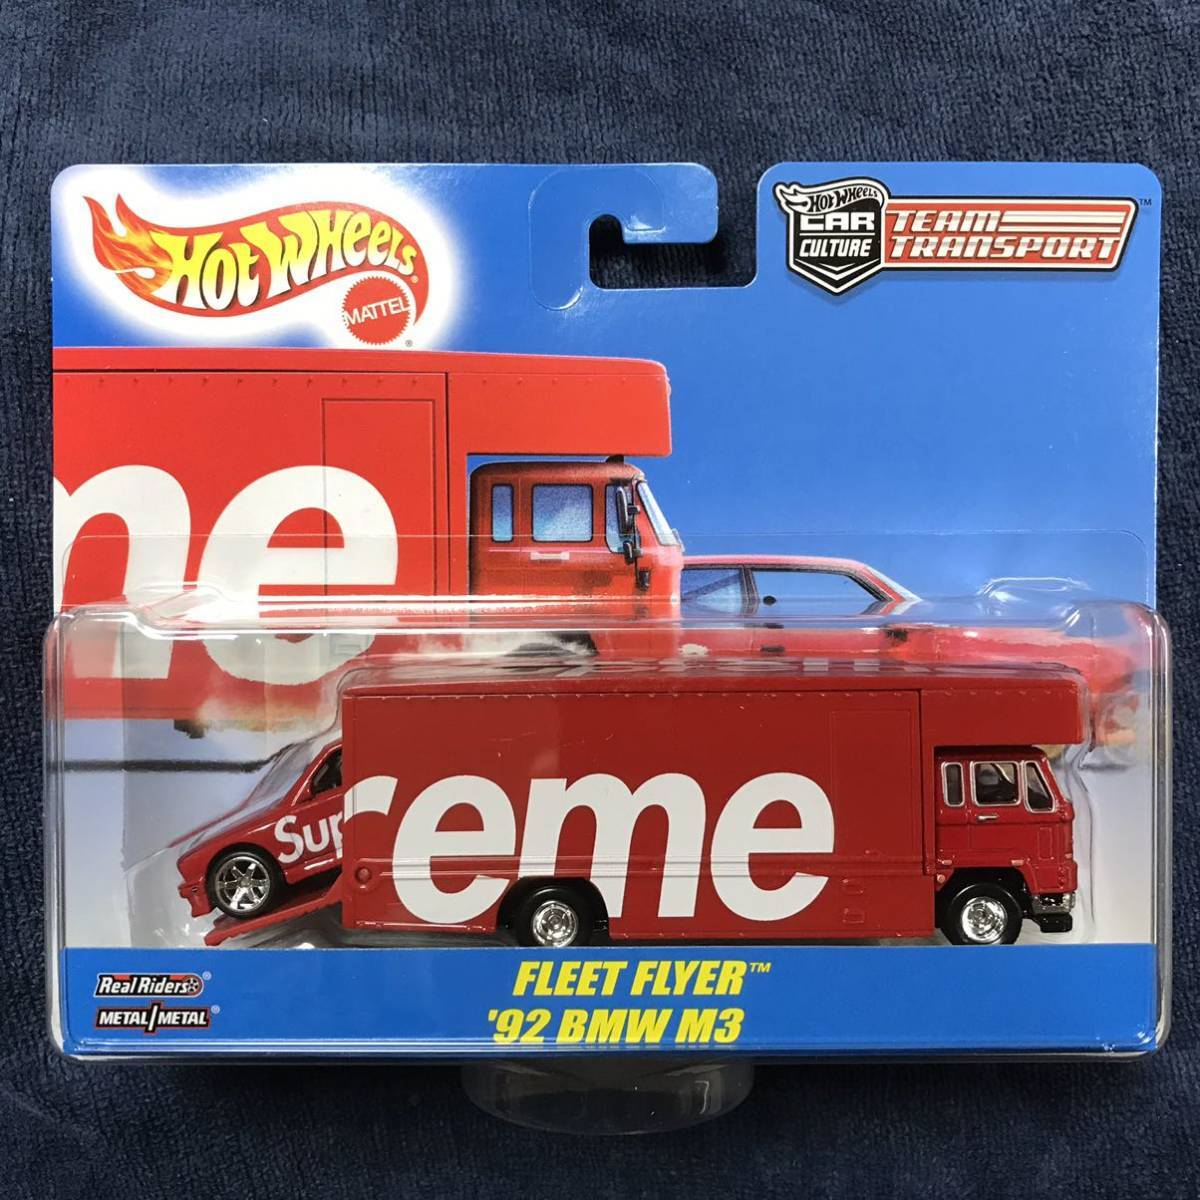 HOT WHEELS
MATTEL
®
HOT WHEELS
CAR
CULTURE
TEAM
TRANSPORT
™
me
Sup
reme
Real Riders®
METAL/METAL®
FLEET FLYER™
'92 BMW M3